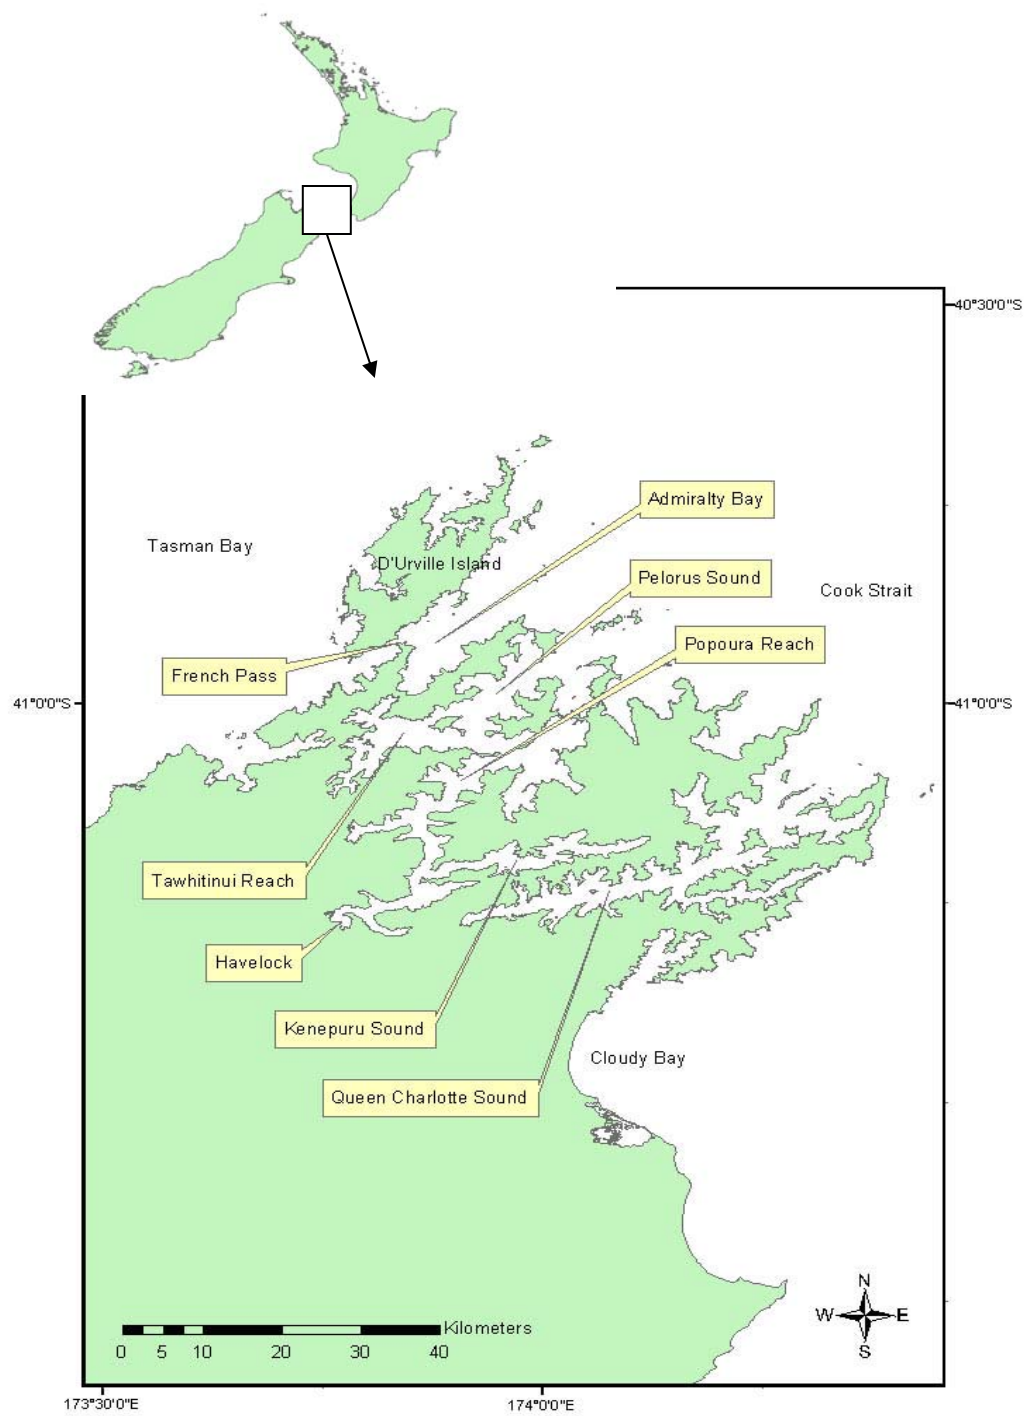 40°30'0"S
Admiralty Bay
Tasman Bay
D'Urville Island
Pelorus Sound
Cook Strait
Popoura Reach
French Pass
41°0'0"S
41°0'0"S
Tawhitinui Reach
Havelock
Kenepuru Sound
Cloudy Bay
Queen Charlotte Sound
N
W E
S
Kilometers
0 5 10 20 30 40
173°30'0"E
174°0'0"E